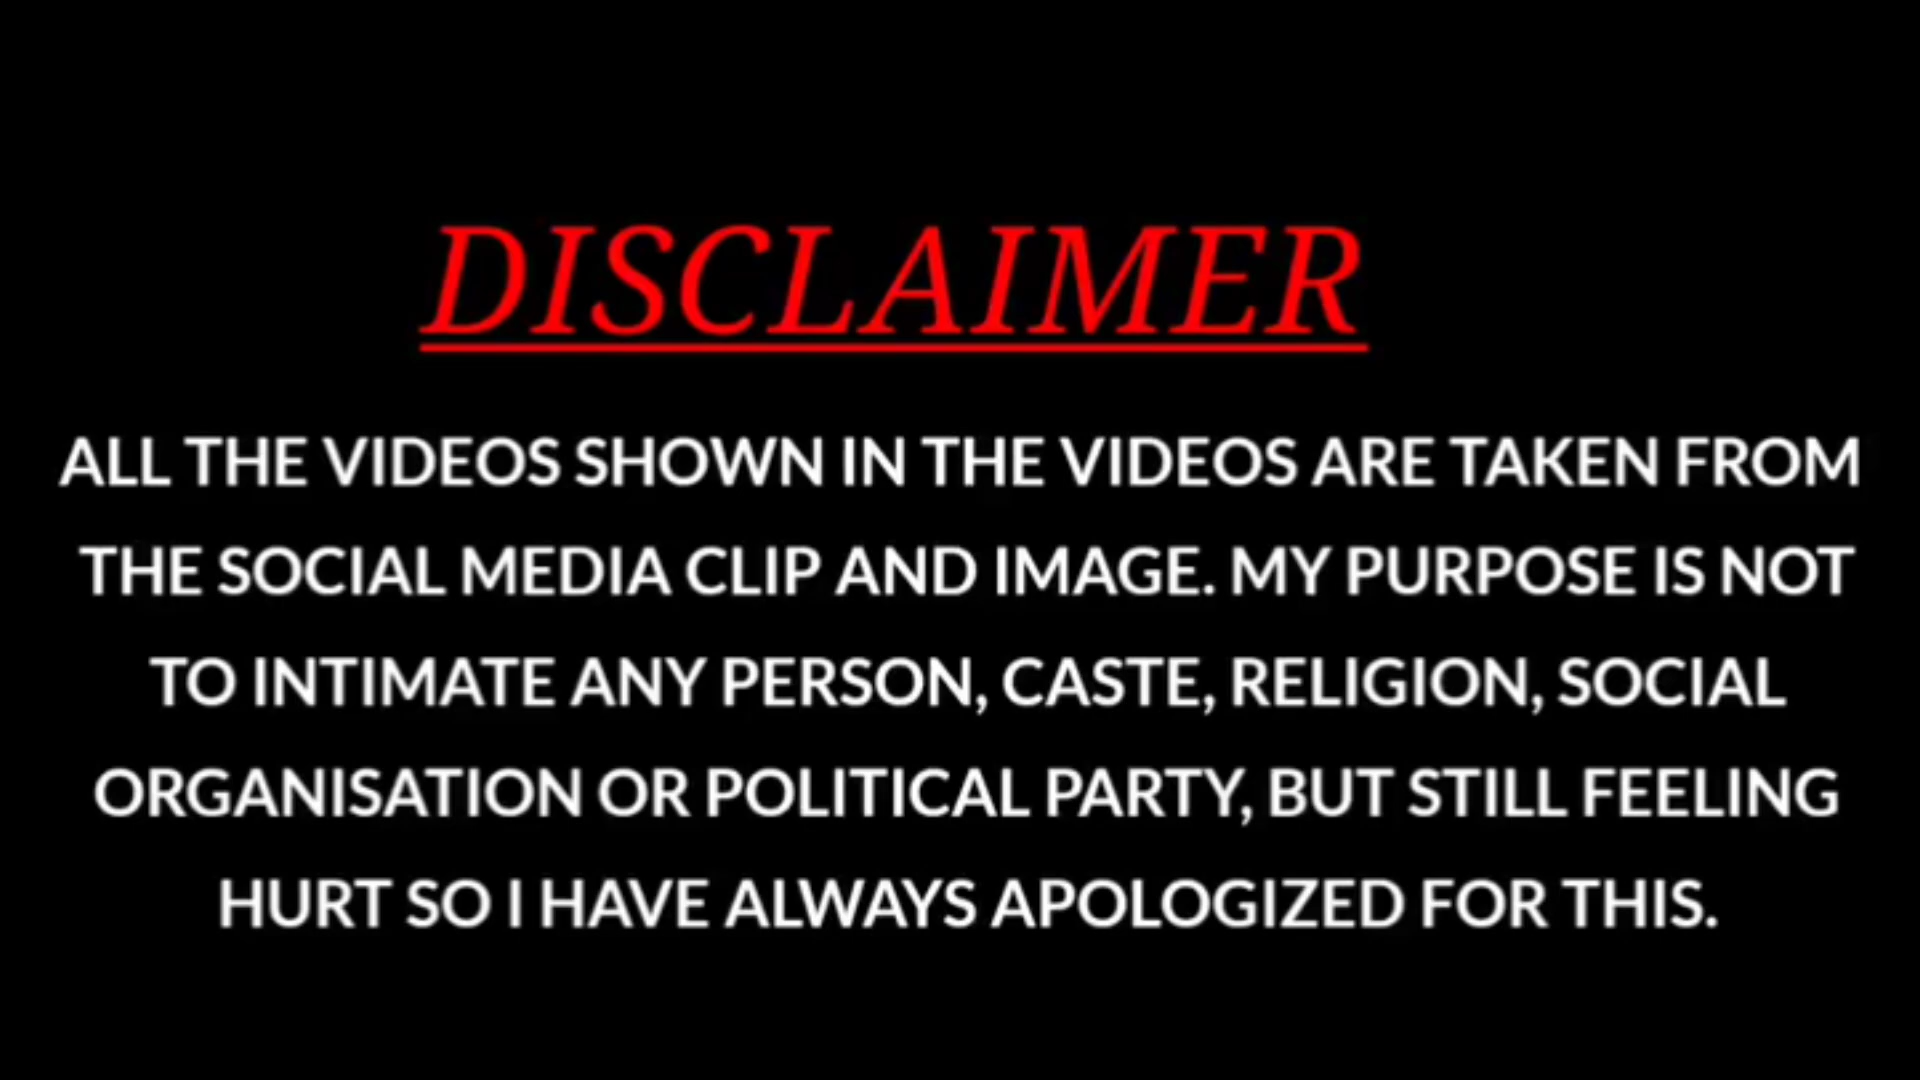 DISCLAIMER
ALL THE VIDEOS SHOWN IN THE VIDEOS ARE TAKEN FROM
THE SOCIAL MEDIA CLIP AND IMAGE. MY PURPOSE IS NOT
TO INTIMATE ANY PERSON, CASTE, RELIGION, SOCIAL
ORGANISATION OR POLITICAL PARTY, BUT STILL FEELING
HURT SO I HAVE ALWAYS APOLOGIZED FOR THIS.